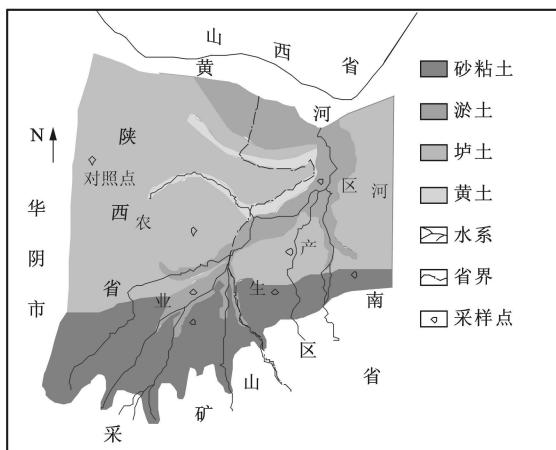 山西省
黄河
N
陕西省
对照点
华阴市
农业生产区
区
河南省
采矿山区
砂粘土
淤土
垆土
黄土
水系
省界
采样点